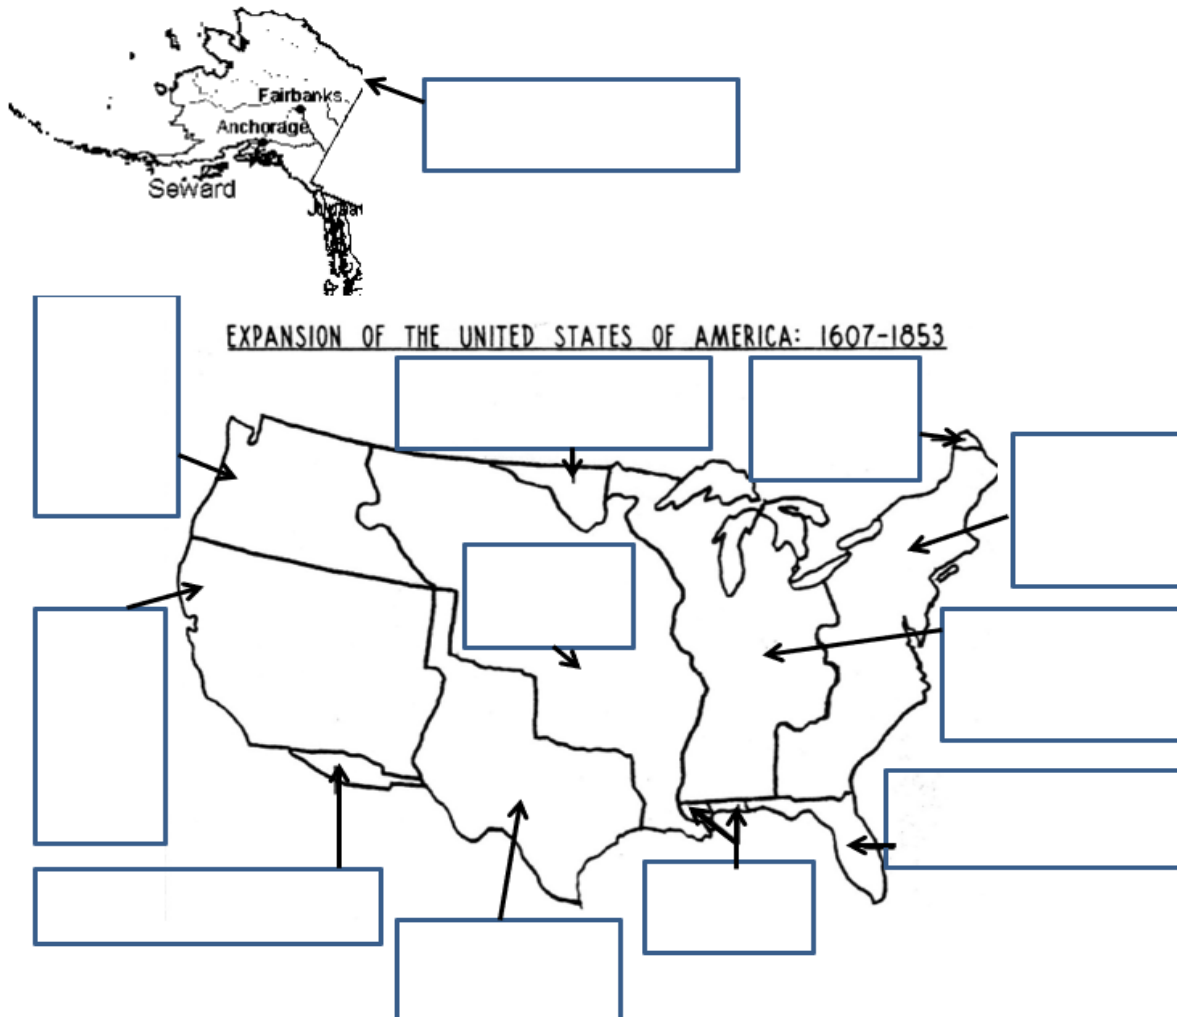 Fairbanks
Anchorage
Seward
EXPANSION OF THE UNITED STATES OF AMERICA: 1607-1853